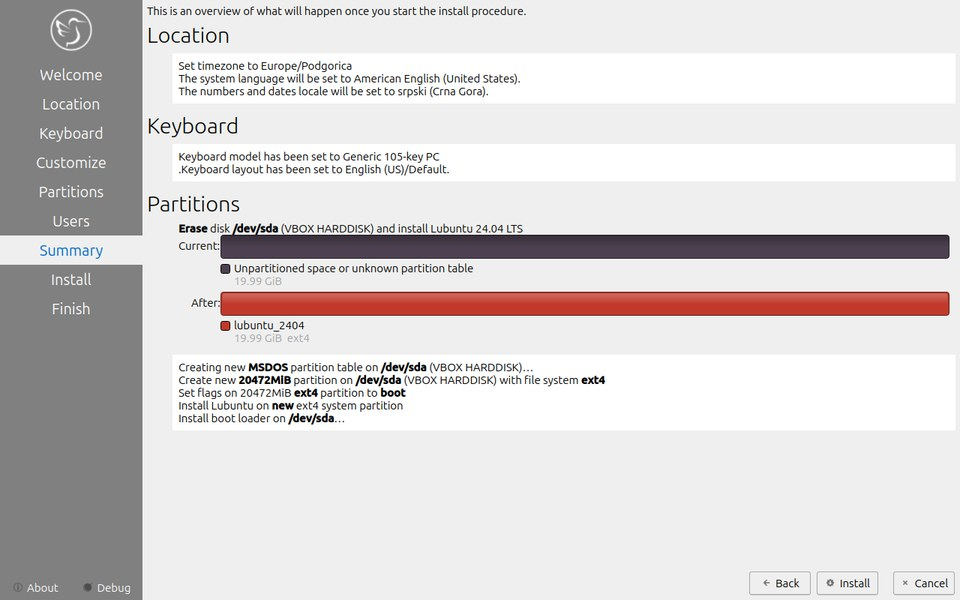 This is an overview of what will happen once you start the install procedure.
Welcome
Location
Keyboard
Customize
Partitions
Users
Summary
Install
Finish
About
Debug
Location
Set timezone to Europe/Podgorica
The system language will be set to American English (United States).
The numbers and dates locale will be set to srpski (Crna Gora).
Keyboard
Keyboard model has been set to Generic 105-key PC
.Keyboard layout has been set to English (US)/Default.
Partitions
Erase disk /dev/sda (VBOX HARDDISK) and install Lubuntu 24.04 LTS
Current:
Unpartitioned space or unknown partition table
19.99 GiB
After:
lubuntu_2404
19.99 GiB ext4
Creating new MSDOS partition table on /dev/sda (VBOX HARDDISK)…
Create new 20472MiB partition on /dev/sda (VBOX HARDDISK) with file system ext4
Set flags on 20472MiB ext4 partition to boot
Install Lubuntu on new ext4 system partition
Install boot loader on /dev/sda…
Back
Install
Cancel